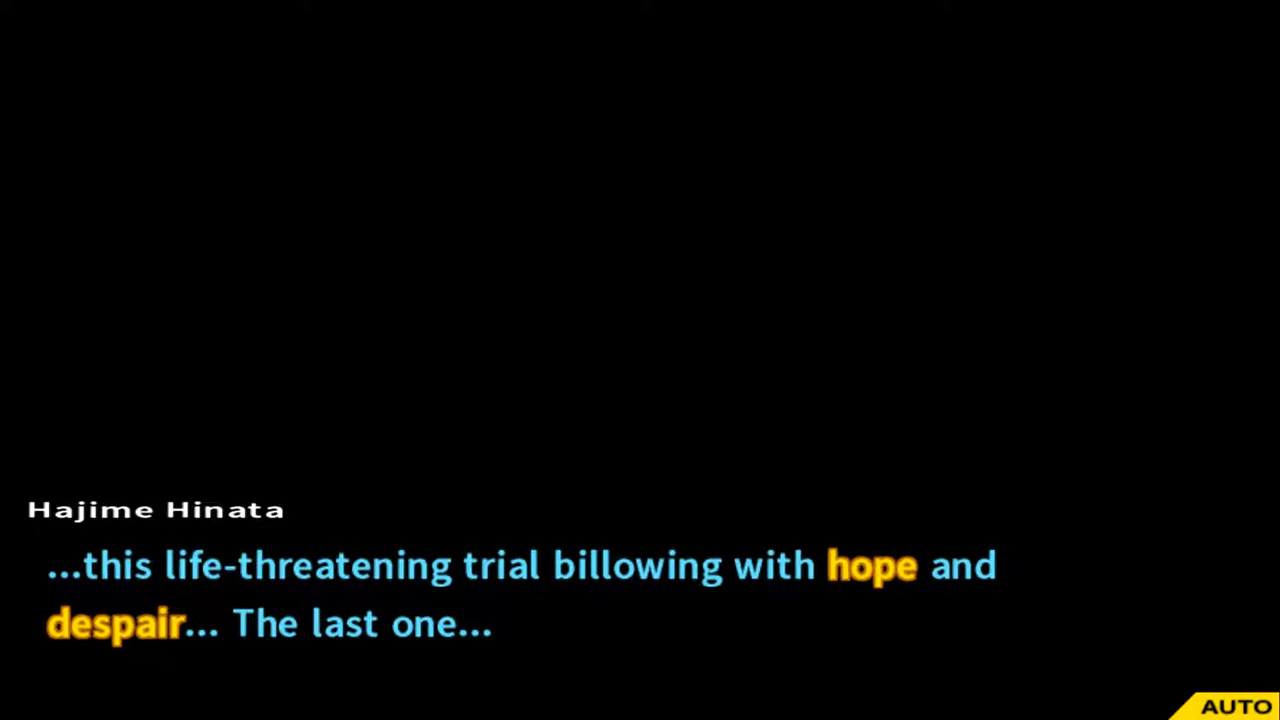 Hajime Hinata
...this life-threatening trial billowing with hope and
despair... The last one...
AUTO